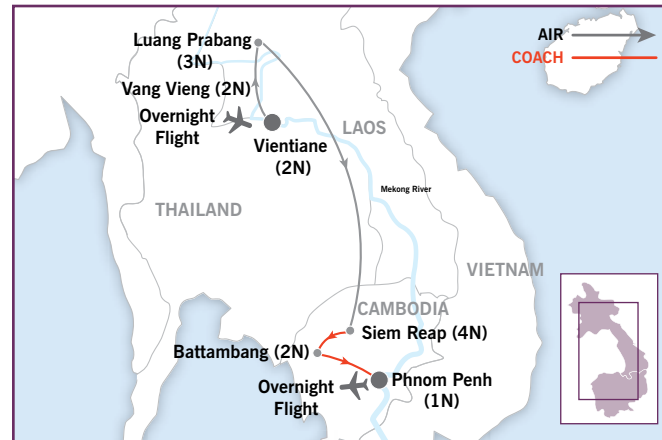 Luang Prabang
(3N)
AIR
COACH
Vang Vieng (2N)
Overnight
Flight
Vientiane
(2N)
LAOS
Mekong River
THAILAND
VIETNAM
CAMBODIA
Siem Reap (4N)
Battambang (2N)
Overnight
Flight
Phnom Penh
(1N)